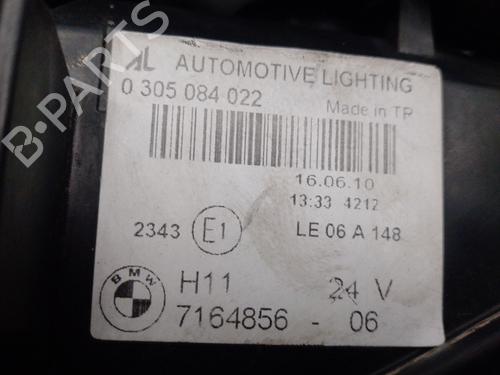 AL AUTOMOTIVE LIGHTING
0 305 084 022 Made in TR
16.06.10
13:33 4212
2343 E1 LE 06 A 148
BMW H11 24 V
7164856 - 06